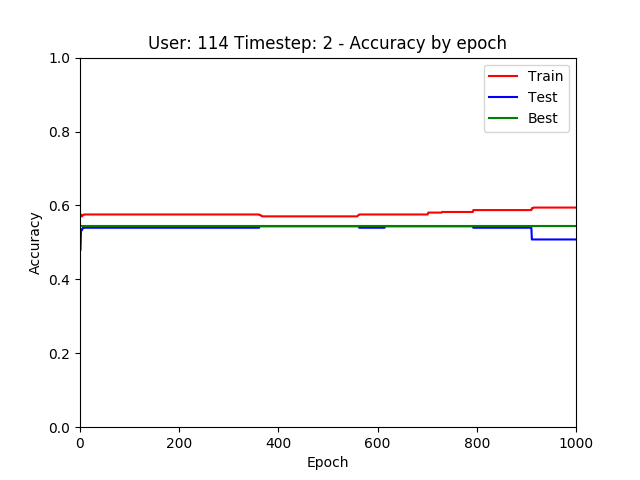 User: 114 Timestep: 2 - Accuracy by epoch
Train
Test
Best
1.0
0.8
0.6
0.4
0.2
0.0
Accuracy
0 200 400 600 800 1000
Epoch